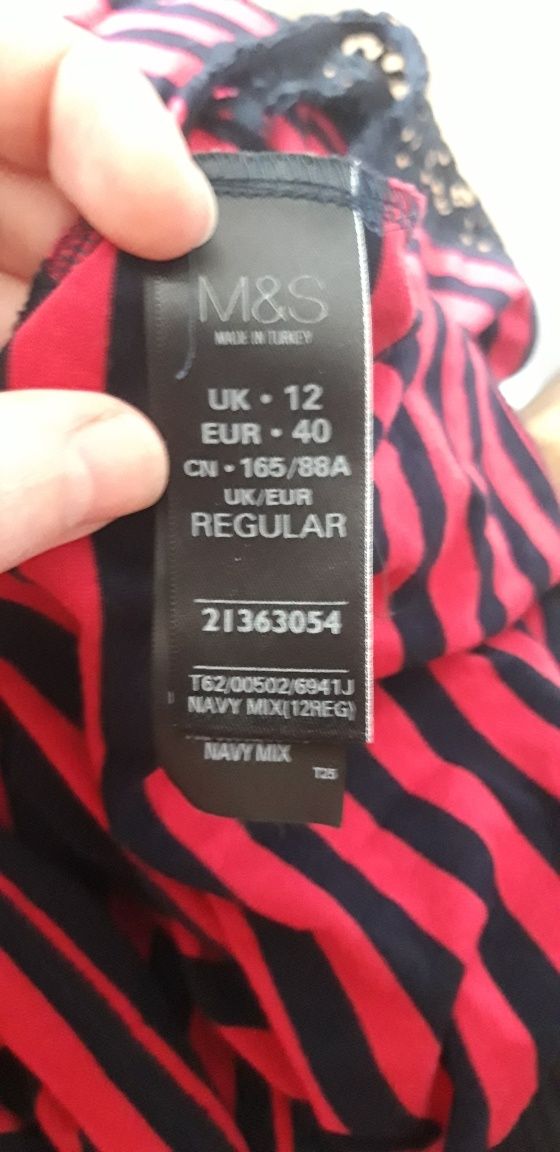 M&S
MADE IN TURKEY
UK • 12
EUR • 40
CN • 165/88A
UK/EUR
REGULAR
21363054
T62/00502/6941J
NAVY MIX(12REG)
NAVY MIX
T25